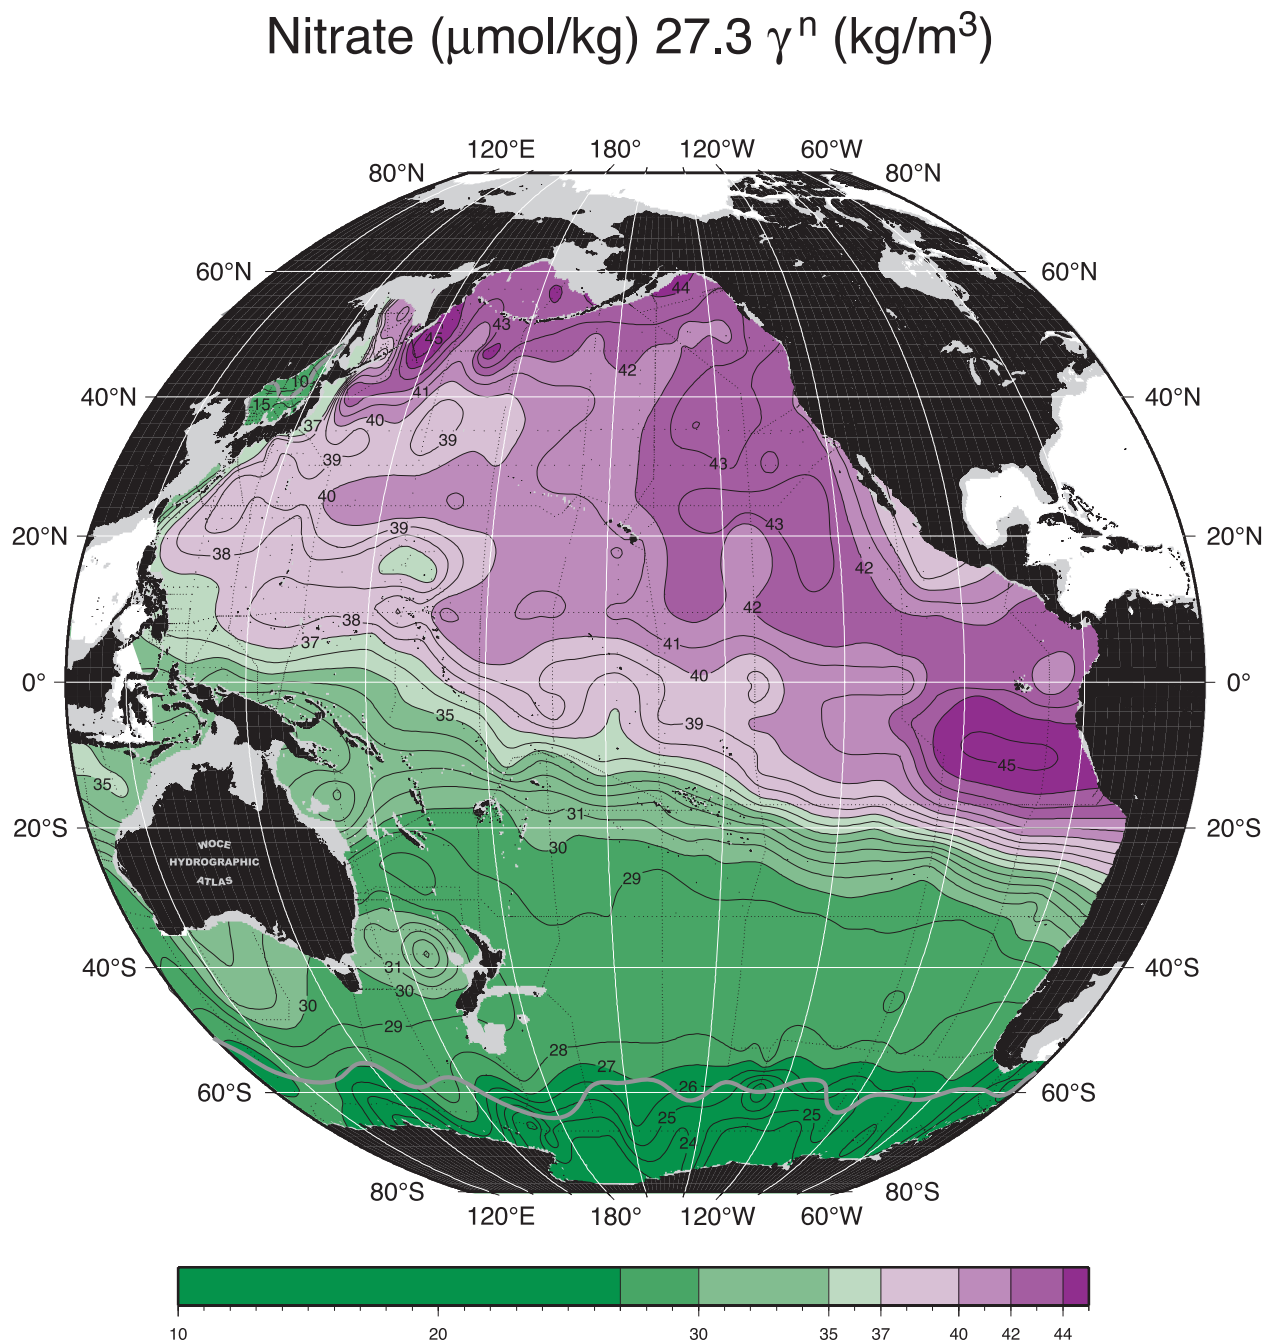 Nitrate (μmol/kg) 27.3 γⁿ (kg/m³)
120°E 180° 120°W 60°W
80°N 80°N
60°N 60°N
44
43
45
42
10
40°N 40°N
15
41
40
37
39
39
43
40
43
20°N 39 20°N
38
42
42
38
37
41
0° 40 0°
35
39
45
35
31
20°S 20°S
30
WOCE
HYDROGRAPHIC
ATLAS
29
40°S 31 40°S
30
30
29
28
27
60°S 26 60°S
25 25
24
80°S 80°S
120°E 180° 120°W 60°W
10 20 30 35 37 40 42 44